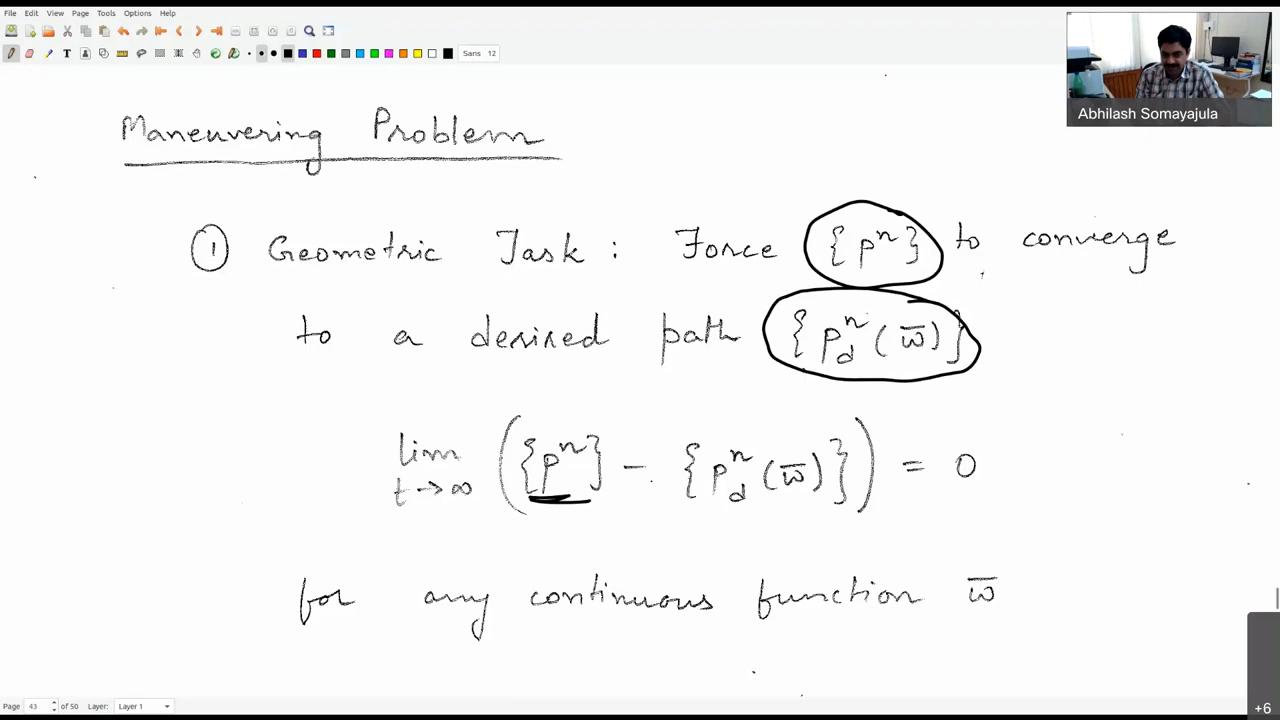 File Edit View Page Tools Options Help
Sans 12
Abhilash Somayajula
Maneuvering Problem
① Geometric Task : Force {pⁿ} to converge
to a desired path {p_d^n(ϖ)}
lim t→∞ ({pⁿ} - {p_d^n(ϖ)}) = 0
for any continuous function ϖ
Page 43 of 50 Layer: Layer 1
+6